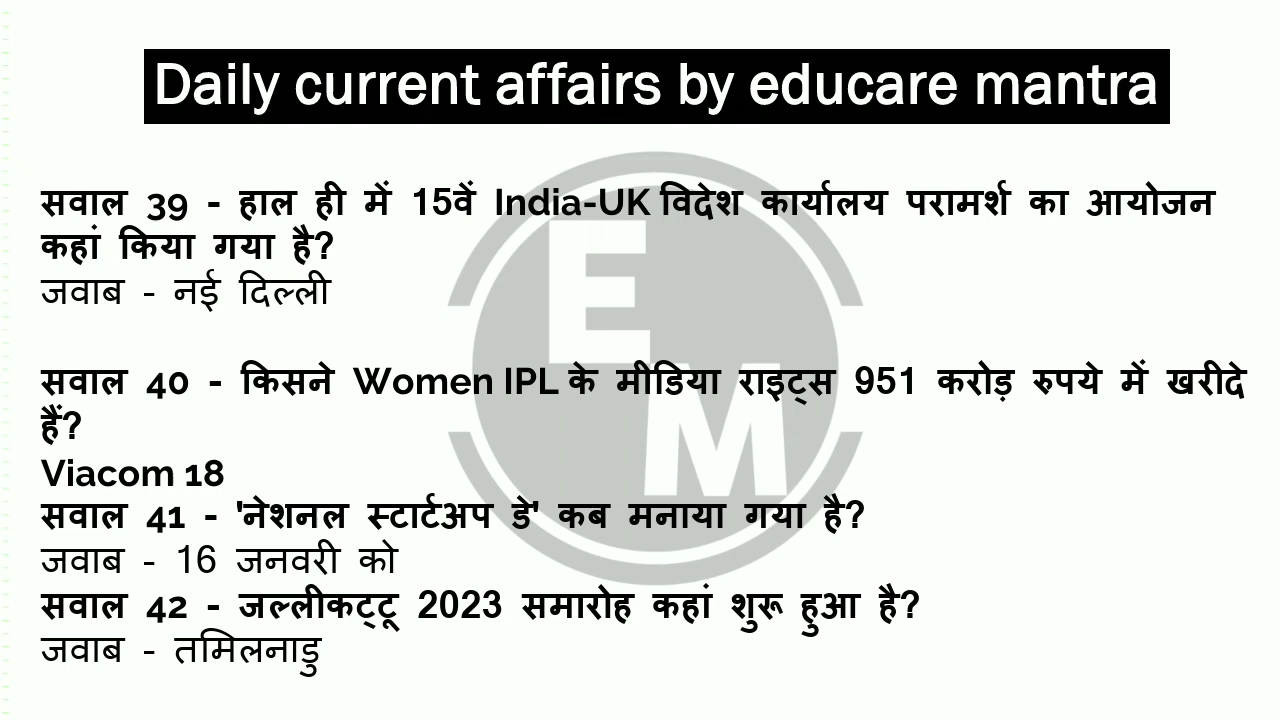 Daily current affairs by educare mantra
सवाल 39 - हाल ही में 15वें India-UK विदेश कार्यालय परामर्श का आयोजन
कहां किया गया है?
जवाब - नई दिल्ली
सवाल 40 - किसने Women IPL के मीडिया राइट्स 951 करोड़ रुपये में खरीदे
हैं?
Viacom 18
सवाल 41 - 'नेशनल स्टार्टअप डे' कब मनाया गया है?
जवाब - 16 जनवरी को
सवाल 42 - जल्लीकट्टू 2023 समारोह कहां शुरू हुआ है?
जवाब - तमिलनाडु
E
M